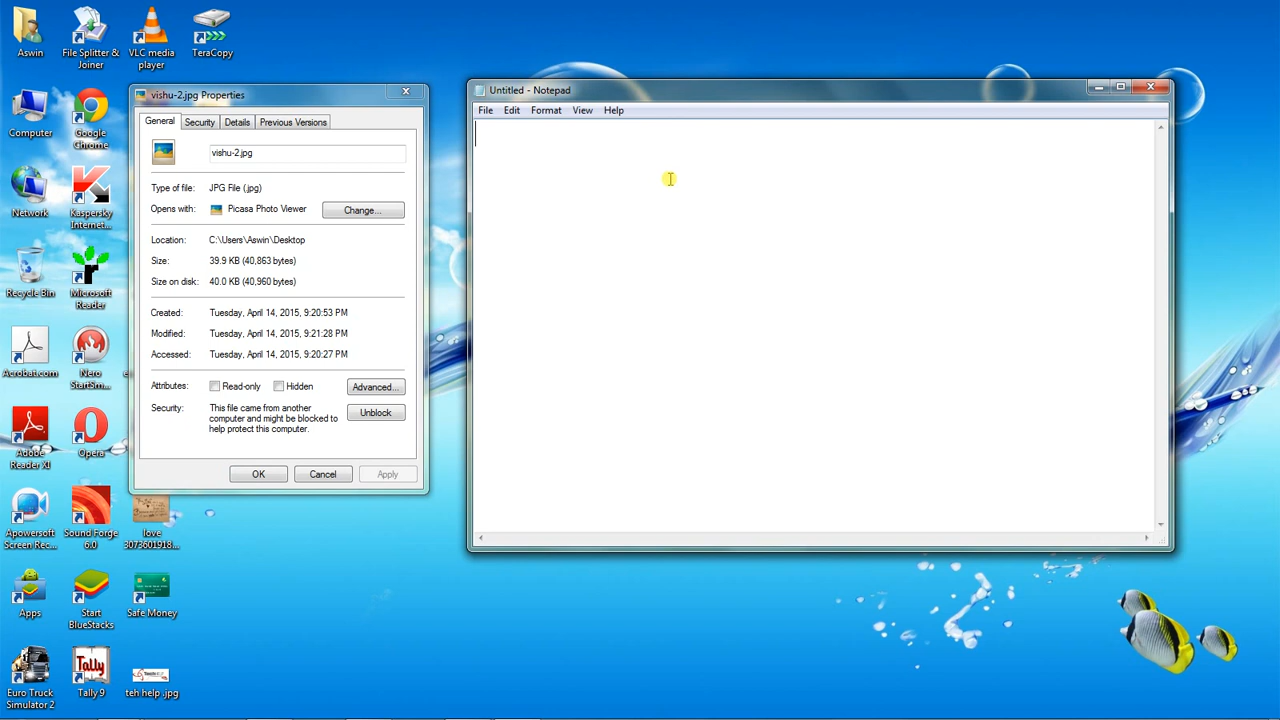 Aswin
File Splitter &
Joiner
VLC media
player
TeraCopy
Computer
Google
Chrome
Network
Kaspersky
Internet...
Recycle Bin
Microsoft
Reader
Acrobat.com
Nero
StartSm...
Adobe
Reader XI
Opera
Apowersoft
Screen Rec...
Sound Forge
6.0
love
3073601918...
Apps
Start
BlueStacks
Safe Money
Euro Truck
Simulator 2
Tally
Tally 9
teh help .jpg
vishu-2.jpg Properties
General
Security
Details
Previous Versions
vishu-2.jpg
Type of file:
JPG File (.jpg)
Opens with:
Picasa Photo Viewer
Change...
Location:
C:\Users\Aswin\Desktop
Size:
39.9 KB (40,863 bytes)
Size on disk:
40.0 KB (40,960 bytes)
Created:
Tuesday, April 14, 2015, 9:20:53 PM
Modified:
Tuesday, April 14, 2015, 9:21:28 PM
Accessed:
Tuesday, April 14, 2015, 9:20:27 PM
Attributes:
Read-only
Hidden
Advanced...
Security:
This file came from another
computer and might be blocked to
help protect this computer.
Unblock
OK
Cancel
Apply
Untitled - Notepad
File
Edit
Format
View
Help